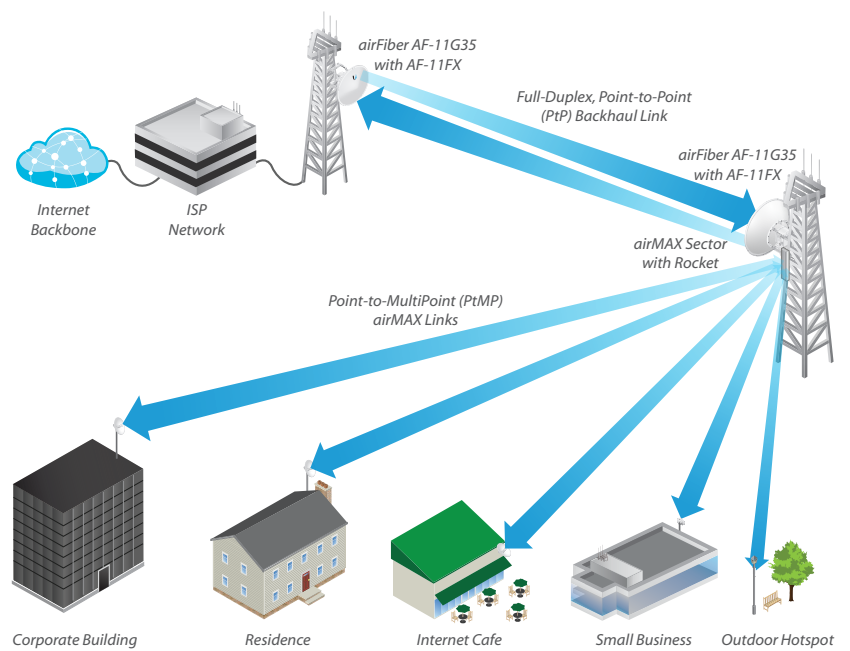 airFiber AF-11G35
with AF-11FX
Full-Duplex, Point-to-Point
(PtP) Backhaul Link
airFiber AF-11G35
with AF-11FX
Internet
Backbone
ISP
Network
airMAX Sector
with Rocket
Point-to-MultiPoint (PtMP)
airMAX Links
Corporate Building
Residence
Internet Cafe
Small Business
Outdoor Hotspot